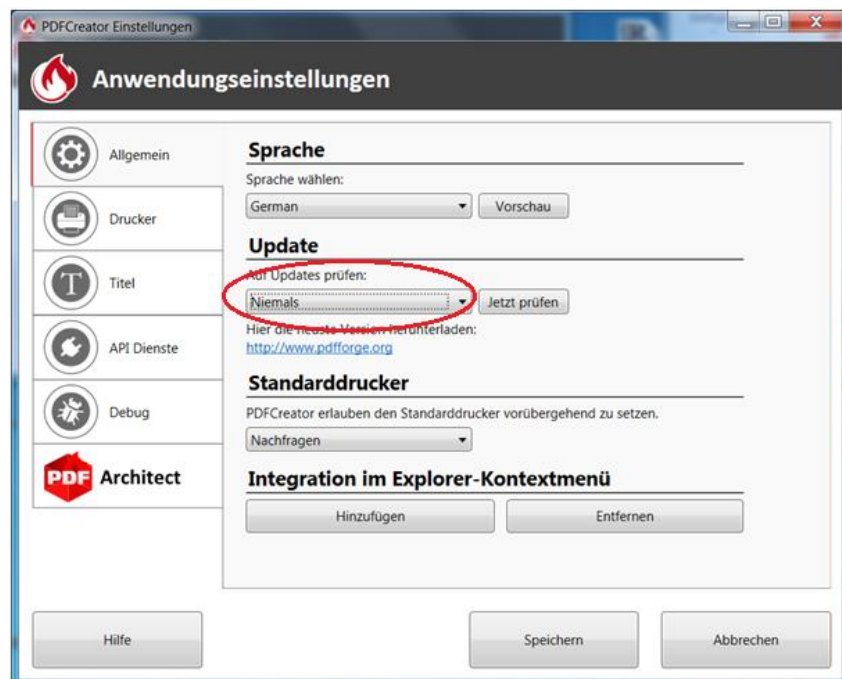 PDFCreator Einstellungen
Anwendungseinstellungen
Allgemein
Drucker
Titel
API Dienste
Debug
PDF Architect
Sprache
Sprache wählen:
German
Vorschau
Update
Auf Updates prüfen:
Niemals
Jetzt prüfen
Hier die neuste Version herunterladen:
http://www.pdfforge.org
Standarddrucker
PDFCreator erlauben den Standarddrucker vorübergehend zu setzen.
Nachfragen
Integration im Explorer-Kontextmenü
Hinzufügen
Entfernen
Hilfe
Speichern
Abbrechen